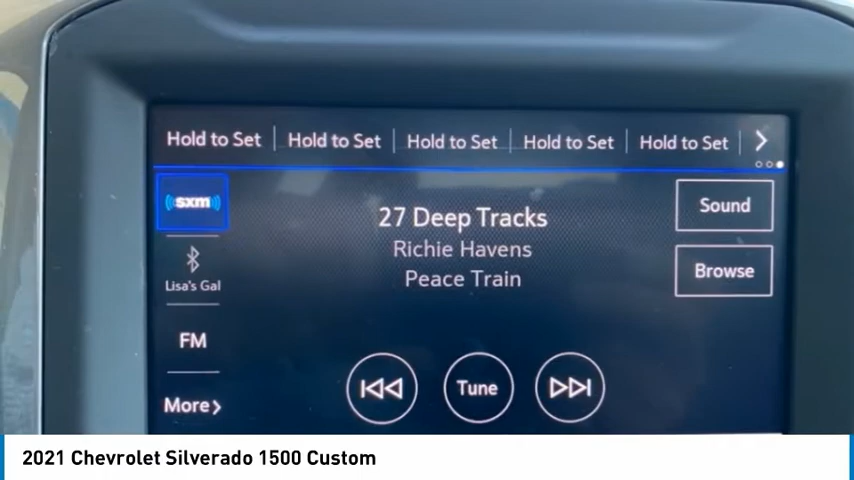 Hold to Set Hold to Set Hold to Set Hold to Set Hold to Set
sxm
27 Deep Tracks
Sound
Richie Havens
Peace Train
Browse
Lisa's Gal
FM
Tune
More
2021 Chevrolet Silverado 1500 Custom